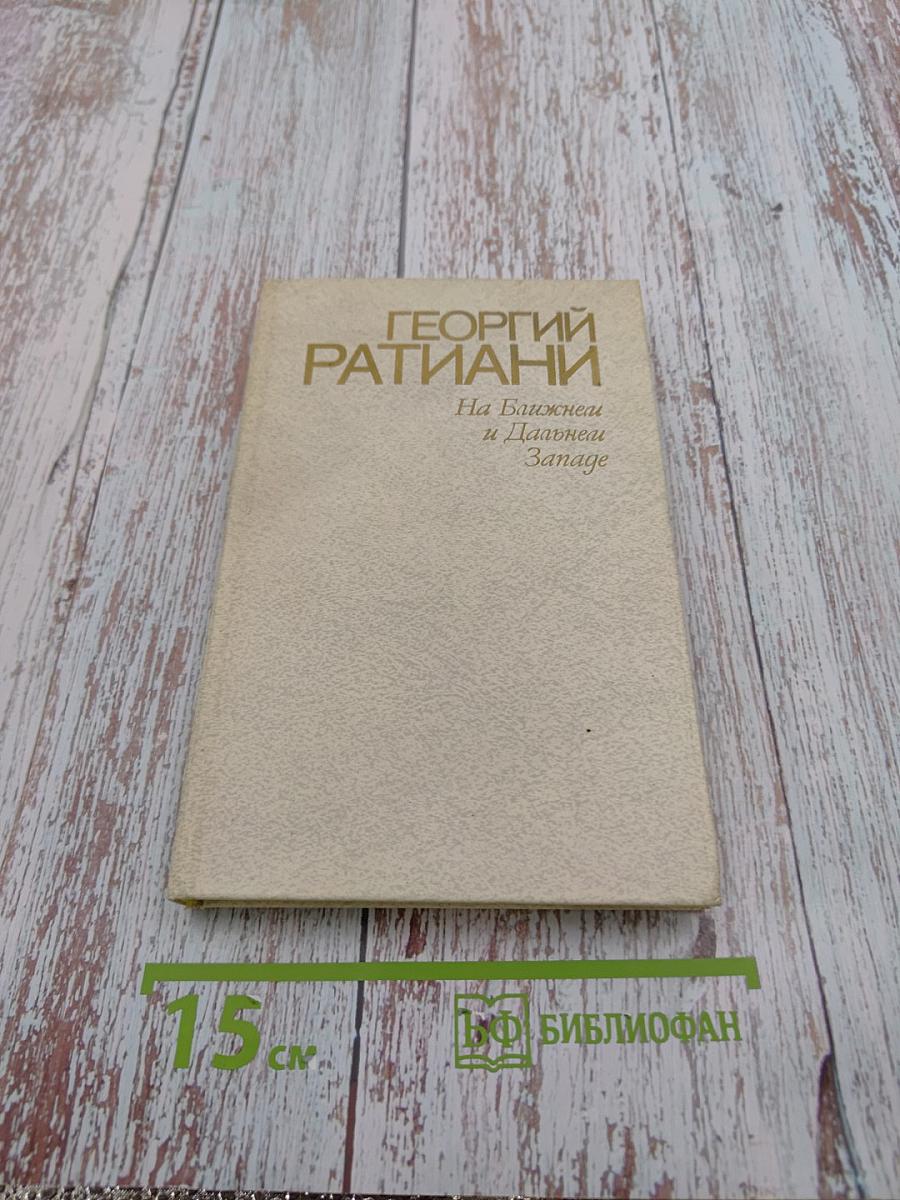 ГЕОРГИЙ
РАТИАНИ
На Ближнем
и Дальнем
Западе
15 см
БФ БИБЛИОФАН